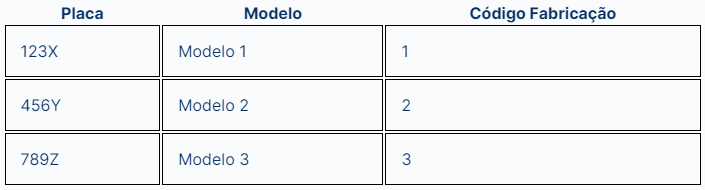 Placa Modelo Código Fabricação
123X Modelo 1 1
456Y Modelo 2 2
789Z Modelo 3 3